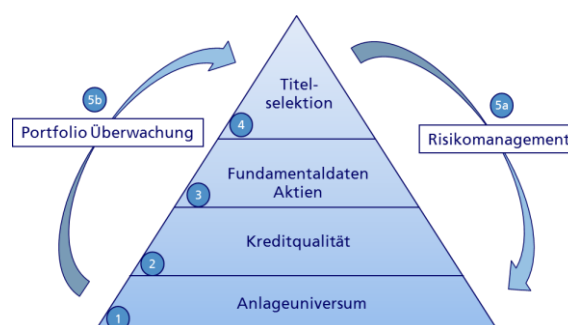 5b
Portfolio Überwachung
Titel-
selektion
4
5a
Risikomanagement
Fundamentaldaten
Aktien
3
Kreditqualität
2
Anlageuniversum
1